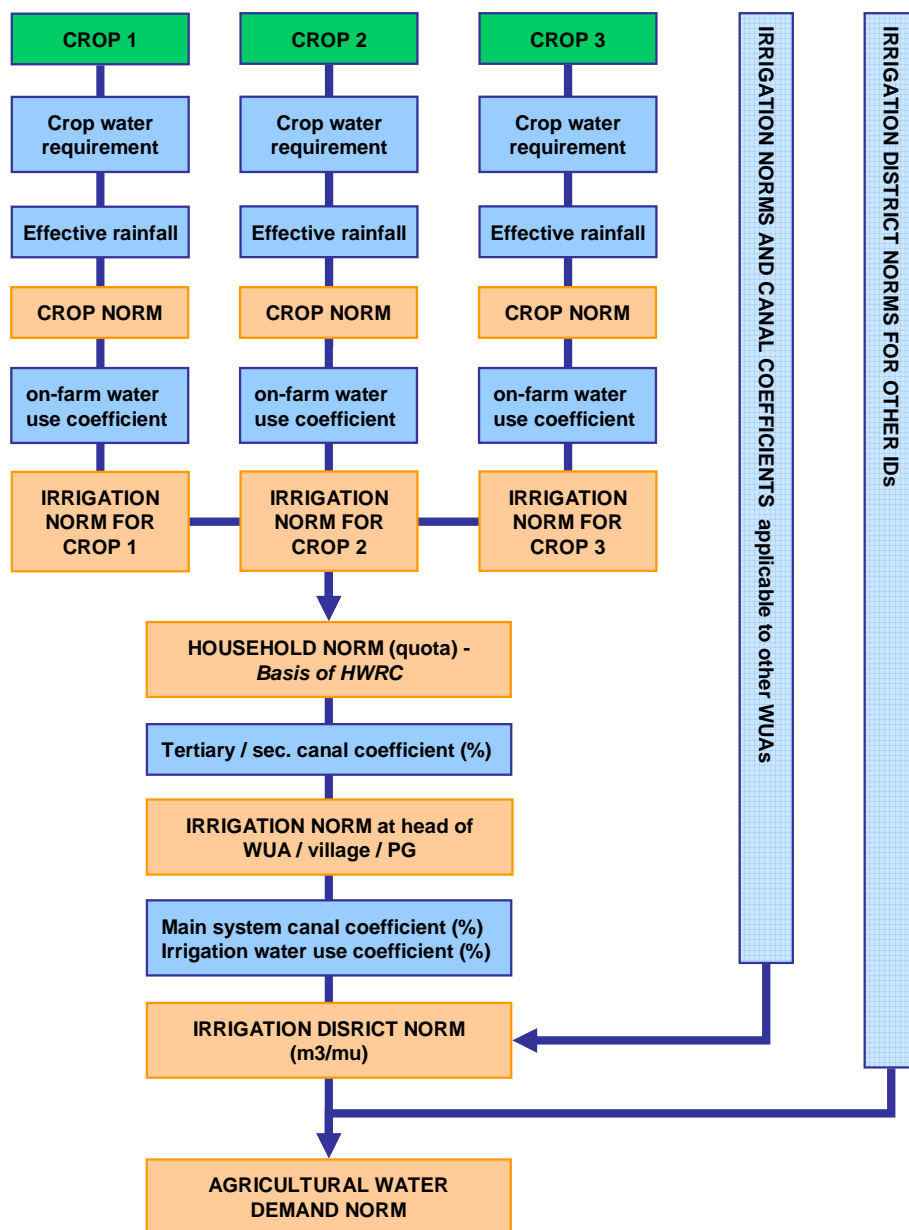 CROP 1
CROP 2
CROP 3
Crop water
requirement
Crop water
requirement
Crop water
requirement
Effective rainfall
Effective rainfall
Effective rainfall
CROP NORM
CROP NORM
CROP NORM
on-farm water
use coefficient
on-farm water
use coefficient
on-farm water
use coefficient
IRRIGATION
NORM FOR
CROP 1
IRRIGATION
NORM FOR
CROP 2
IRRIGATION
NORM FOR
CROP 3
HOUSEHOLD NORM (quota) -
Basis of HWRC
Tertiary / sec. canal coefficient (%)
IRRIGATION NORM at head of
WUA / village / PG
Main system canal coefficient (%)
Irrigation water use coefficient (%)
IRRIGATION DISRICT NORM
(m3/mu)
AGRICULTURAL WATER
DEMAND NORM
IRRIGATION NORMS AND CANAL COEFFICIENTS applicable to other WUAs
IRRIGATION DISTRICT NORMS FOR OTHER IDs